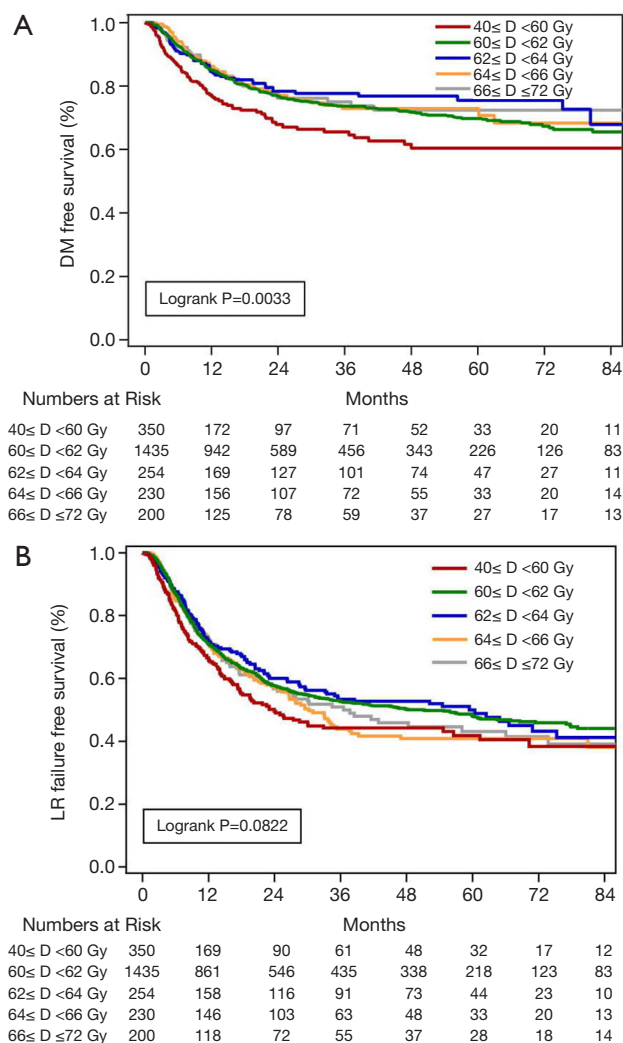 A
1.0
0.8
0.6
0.4
0.2
0.0
DM free survival (%)
40≤ D <60 Gy
60≤ D <62 Gy
62≤ D <64 Gy
64≤ D <66 Gy
66≤ D ≤72 Gy
Logrank P=0.0033
0 12 24 36 48 60 72 84
Numbers at Risk Months
40≤ D <60 Gy 350 172 97 71 52 33 20 11
60≤ D <62 Gy 1435 942 589 456 343 226 126 83
62≤ D <64 Gy 254 169 127 101 74 47 27 11
64≤ D <66 Gy 230 156 107 72 55 33 20 14
66≤ D ≤72 Gy 200 125 78 59 37 27 17 13
B
1.0
0.8
0.6
0.4
0.2
0.0
LR failure free survival (%)
40≤ D <60 Gy
60≤ D <62 Gy
62≤ D <64 Gy
64≤ D <66 Gy
66≤ D ≤72 Gy
Logrank P=0.0822
0 12 24 36 48 60 72 84
Numbers at Risk Months
40≤ D <60 Gy 350 169 90 61 48 32 17 12
60≤ D <62 Gy 1435 861 546 435 338 218 123 83
62≤ D <64 Gy 254 158 116 91 73 44 23 10
64≤ D <66 Gy 230 146 103 63 48 33 20 13
66≤ D ≤72 Gy 200 118 72 55 37 28 18 14